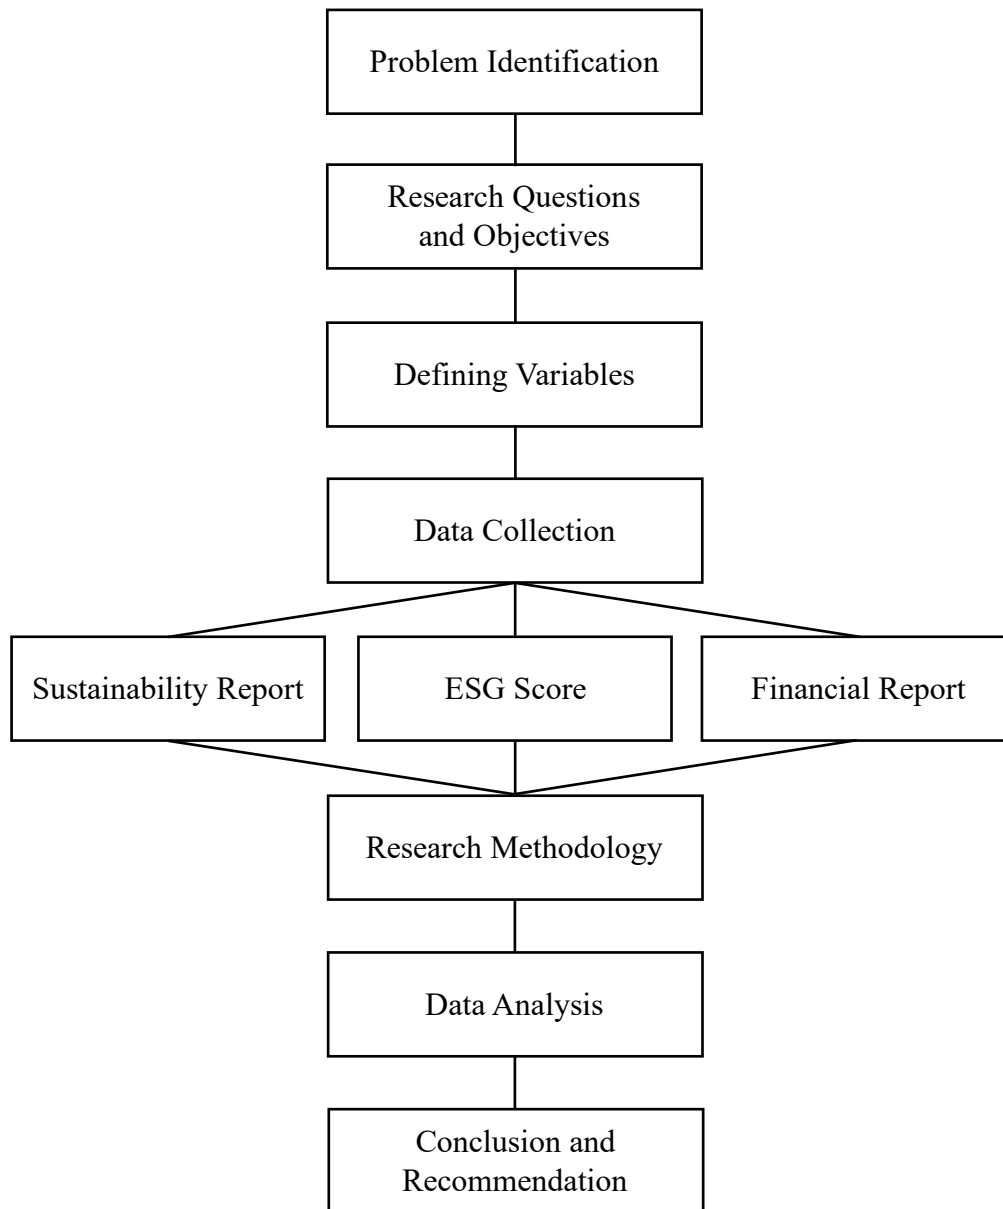 Problem Identification
Research Questions
and Objectives
Defining Variables
Data Collection
Sustainability Report
ESG Score
Financial Report
Research Methodology
Data Analysis
Conclusion and
Recommendation